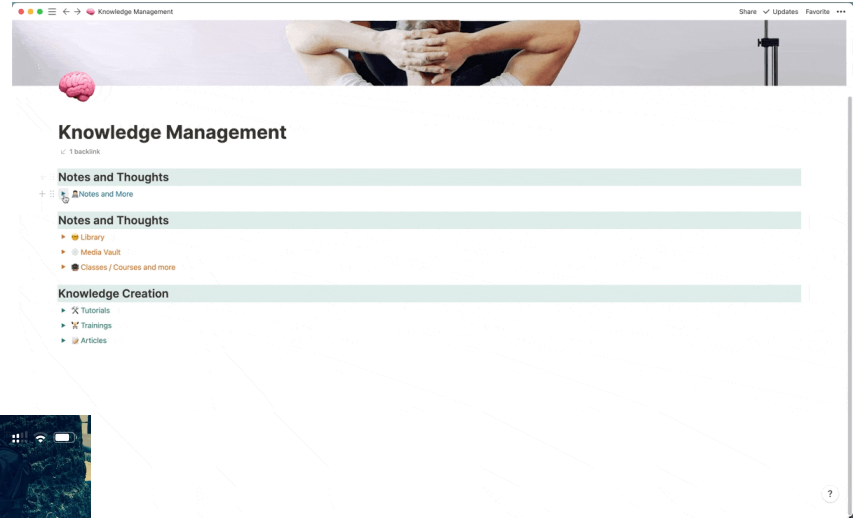 Knowledge Management
Share ✓ Updates Favorite •••
Knowledge Management
1 backlink
Notes and Thoughts
Notes and More
Notes and Thoughts
Library
Media Vault
Classes / Courses and more
Knowledge Creation
Tutorials
Trainings
Articles
?